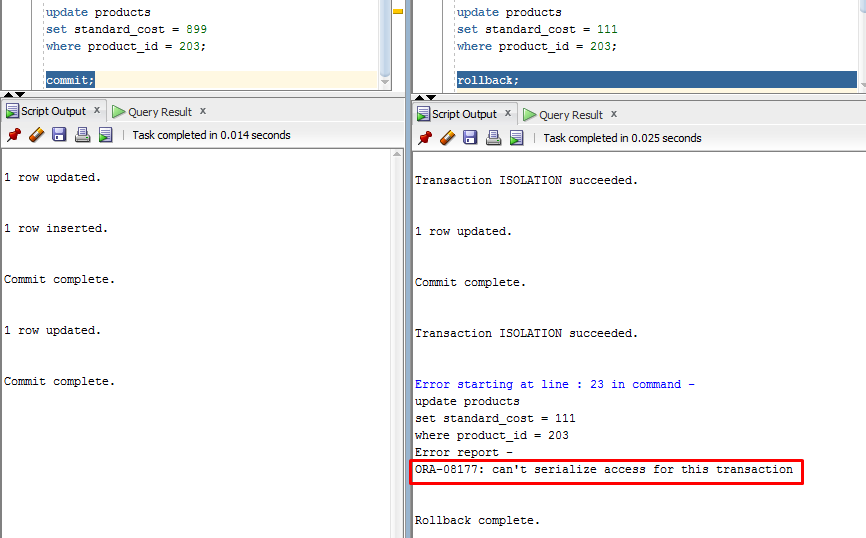 update products
set standard_cost = 899
where product_id = 203;
commit;
Script Output x
Query Result x
Task completed in 0.014 seconds
1 row updated.
1 row inserted.
Commit complete.
1 row updated.
Commit complete.
update products
set standard_cost = 111
where product_id = 203;
rollback;
Script Output x
Query Result x
Task completed in 0.025 seconds
Transaction ISOLATION succeeded.
1 row updated.
Commit complete.
Transaction ISOLATION succeeded.
Error starting at line : 23 in command -
update products
set standard_cost = 111
where product_id = 203
Error report -
ORA-08177: can't serialize access for this transaction
Rollback complete.